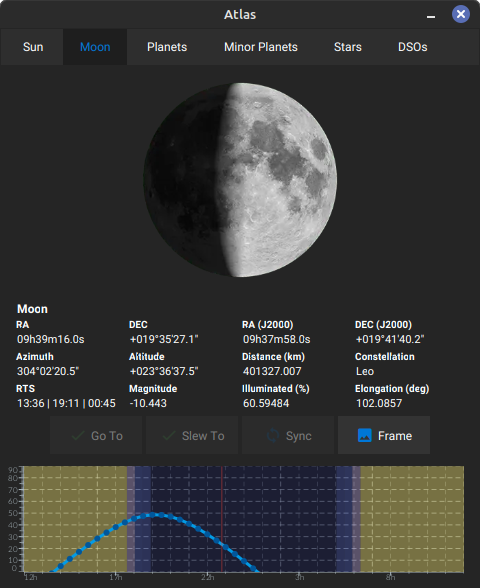 Atlas
Sun Moon Planets Minor Planets Stars DSOs
Moon
RA DEC RA (J2000) DEC (J2000)
09h39m16.0s +019°35'27.1" 09h37m58.0s +019°41'40.2"
Azimuth Altitude Distance (km) Constellation
304°02'20.5" +023°36'37.5" 401327.007 Leo
RTS Magnitude Illuminated (%) Elongation (deg)
13:36 | 19:11 | 00:45 -10.443 60.59484 102.0857
Go To Slew To Sync Frame
90
80
70
60
50
40
30
20
10
0
12h 17h 22h 3h 8h